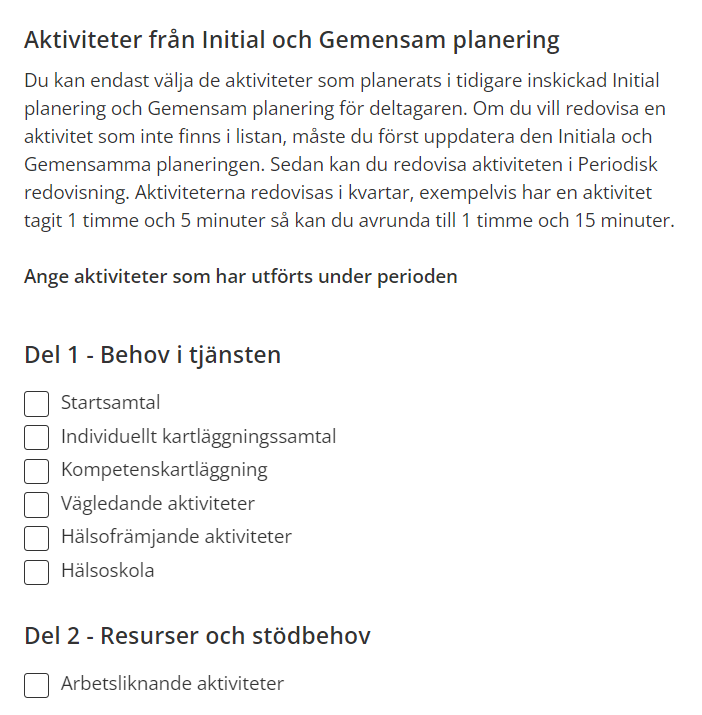 Aktiviteter från Initial och Gemensam planering
Du kan endast välja de aktiviteter som planerats i tidigare inskickad Initial
planering och Gemensam planering för deltagaren. Om du vill redovisa en
aktivitet som inte finns i listan, måste du först uppdatera den Initiala och
Gemensamma planeringen. Sedan kan du redovisa aktiviteten i Periodisk
redovisning. Aktiviteterna redovisas i kvartar, exempelvis har en aktivitet
tagit 1 timme och 5 minuter så kan du avrunda till 1 timme och 15 minuter.
Ange aktiviteter som har utförts under perioden
Del 1 - Behov i tjänsten
Startsamtal
Individuellt kartläggningssamtal
Kompetenskartläggning
Vägledande aktiviteter
Hälsofrämjande aktiviteter
Hälsoskola
Del 2 - Resurser och stödbehov
Arbetsliknande aktiviteter